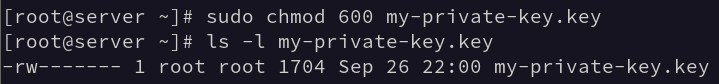 [root@server ~]# sudo chmod 600 my-private-key.key
[root@server ~]# ls -l my-private-key.key
-rw------- 1 root root 1704 Sep 26 22:00 my-private-key.key